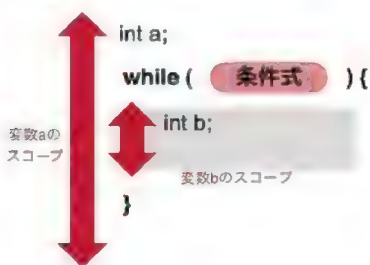 int a;
while ( 条件式 ) {
int b;
変数aの
スコープ
変数bのスコープ
}